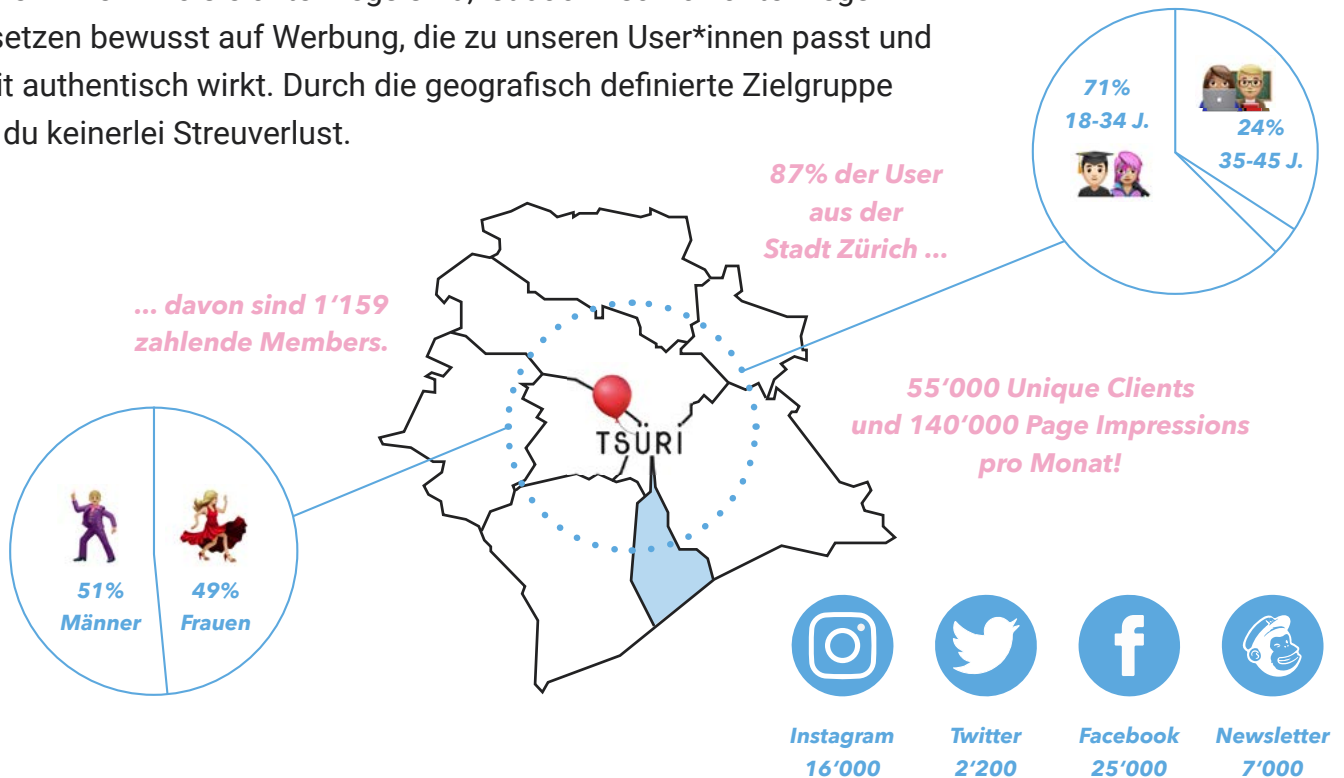 setzen bewusst auf Werbung, die zu unseren User*innen passt und
it authentisch wirkt. Durch die geografisch definierte Zielgruppe
du keinerlei Streuverlust.
71%
18-34 J.
24%
35-45 J.
87% der User
aus der
Stadt Zürich ...
... davon sind 1’159
zahlende Members.
TSÜRI
55‘000 Unique Clients
und 140‘000 Page Impressions
pro Monat!
51%
Männer
49%
Frauen
Instagram
16‘000
Twitter
2‘200
Facebook
25‘000
Newsletter
7‘000